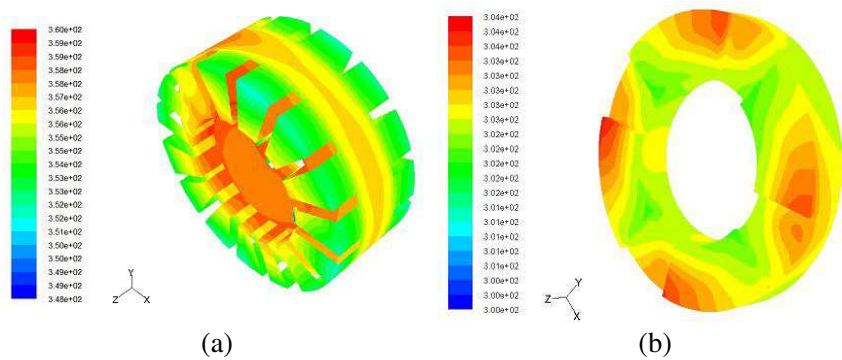 3.60e+02
3.59e+02
3.58e+02
3.58e+02
3.57e+02
3.56e+02
3.56e+02
3.55e+02
3.55e+02
3.54e+02
3.53e+02
3.53e+02
3.52e+02
3.52e+02
3.51e+02
3.50e+02
3.50e+02
3.49e+02
3.49e+02
3.48e+02
Y
Z
X
(a)
3.04e+02
3.04e+02
3.04e+02
3.03e+02
3.03e+02
3.03e+02
3.03e+02
3.03e+02
3.02e+02
3.02e+02
3.02e+02
3.02e+02
3.02e+02
3.01e+02
3.01e+02
3.01e+02
3.01e+02
3.01e+02
3.00e+02
3.00e+02
Z
Y
X
(b)